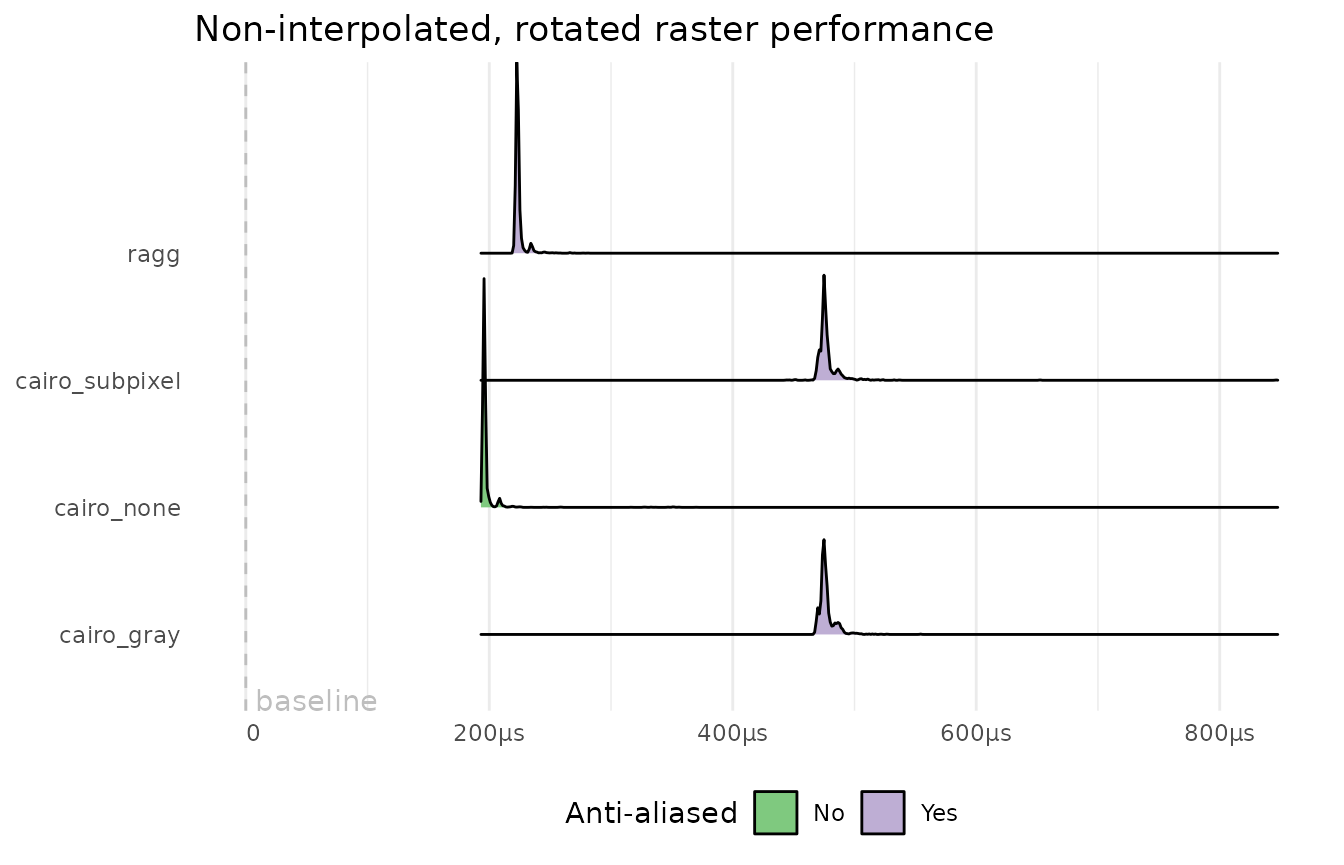 Non-interpolated, rotated raster performance
ragg
cairo_subpixel
cairo_none
cairo_gray
baseline
0 200µs 400µs 600µs 800µs
Anti-aliased No Yes